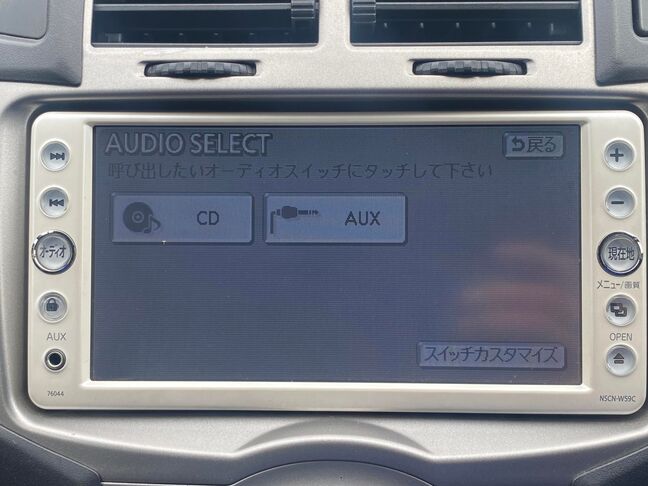 AUDIO SELECT
戻る
呼び出したいオーディオスイッチにタッチして下さい
CD
AUX
オーディオ
現在地
メニュー/画質
AUX
OPEN
スイッチカスタマイズ
76044
NSCN-W59C